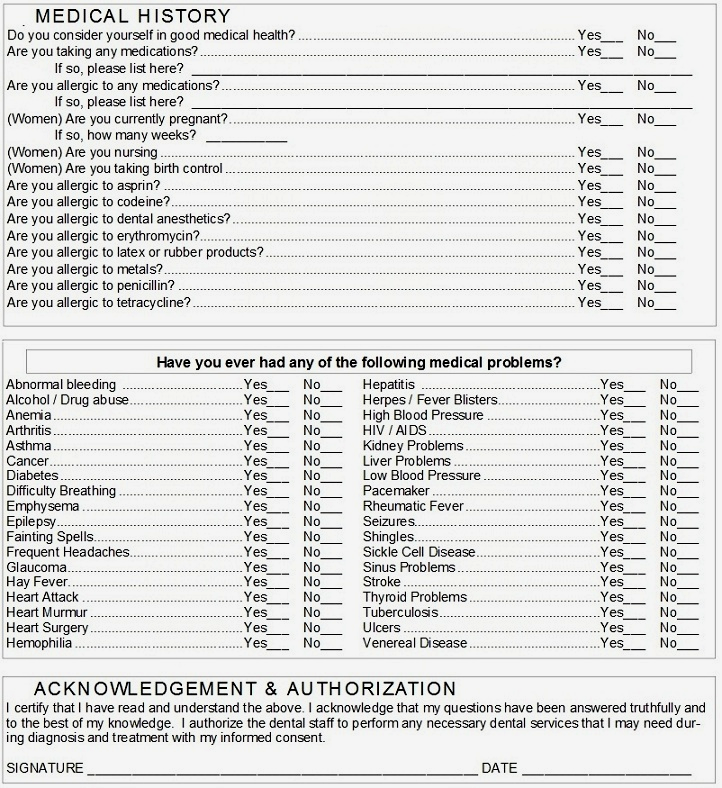 MEDICAL HISTORY
Do you consider yourself in good medical health? Yes___ No___
Are you taking any medications? Yes___ No___
If so, please list here? ______________________________
Are you allergic to any medications? Yes___ No___
If so, please list here? ______________________________
(Women) Are you currently pregnant? Yes___ No___
If so, how many weeks? ___________
(Women) Are you nursing Yes___ No___
(Women) Are you taking birth control Yes___ No___
Are you allergic to asprin? Yes___ No___
Are you allergic to codeine? Yes___ No___
Are you allergic to dental anesthetics? Yes___ No___
Are you allergic to erythromycin? Yes___ No___
Are you allergic to latex or rubber products? Yes___ No___
Are you allergic to metals? Yes___ No___
Are you allergic to penicillin? Yes___ No___
Are you allergic to tetracycline? Yes___ No___
Have you ever had any of the following medical problems?
Abnormal bleeding Yes___ No___
Alcohol / Drug abuse Yes___ No___
Anemia Yes___ No___
Arthritis Yes___ No___
Asthma Yes___ No___
Cancer Yes___ No___
Diabetes Yes___ No___
Difficulty Breathing Yes___ No___
Emphysema Yes___ No___
Epilepsy Yes___ No___
Fainting Spells Yes___ No___
Frequent Headaches Yes___ No___
Glaucoma Yes___ No___
Hay Fever Yes___ No___
Heart Attack Yes___ No___
Heart Murmur Yes___ No___
Heart Surgery Yes___ No___
Hemophilia Yes___ No___
Hepatitis Yes___ No___
Herpes / Fever Blisters Yes___ No___
High Blood Pressure Yes___ No___
HIV / AIDS Yes___ No___
Kidney Problems Yes___ No___
Liver Problems Yes___ No___
Low Blood Pressure Yes___ No___
Pacemaker Yes___ No___
Rheumatic Fever Yes___ No___
Seizures Yes___ No___
Shingles Yes___ No___
Sickle Cell Disease Yes___ No___
Sinus Problems Yes___ No___
Stroke Yes___ No___
Thyroid Problems Yes___ No___
Tuberculosis Yes___ No___
Ulcers Yes___ No___
Venereal Disease Yes___ No___
ACKNOWLEDGEMENT & AUTHORIZATION
I certify that I have read and understand the above. I acknowledge that my questions have been answered truthfully and
to the best of my knowledge. I authorize the dental staff to perform any necessary dental services that I may need dur-
ing diagnosis and treatment with my informed consent.
SIGNATURE ______________________________ DATE _______________